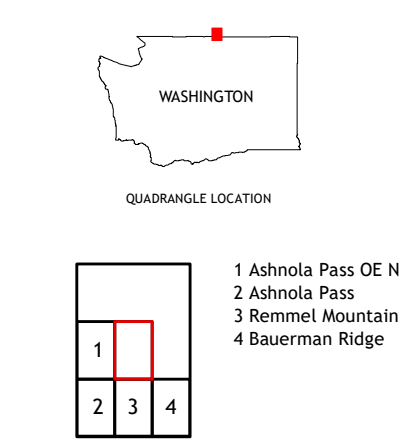 WASHINGTON
QUADRANGLE LOCATION
1 Ashnola Pass OE N
2 Ashnola Pass
3 Remmel Mountain
4 Bauerman Ridge
1
2 3 4